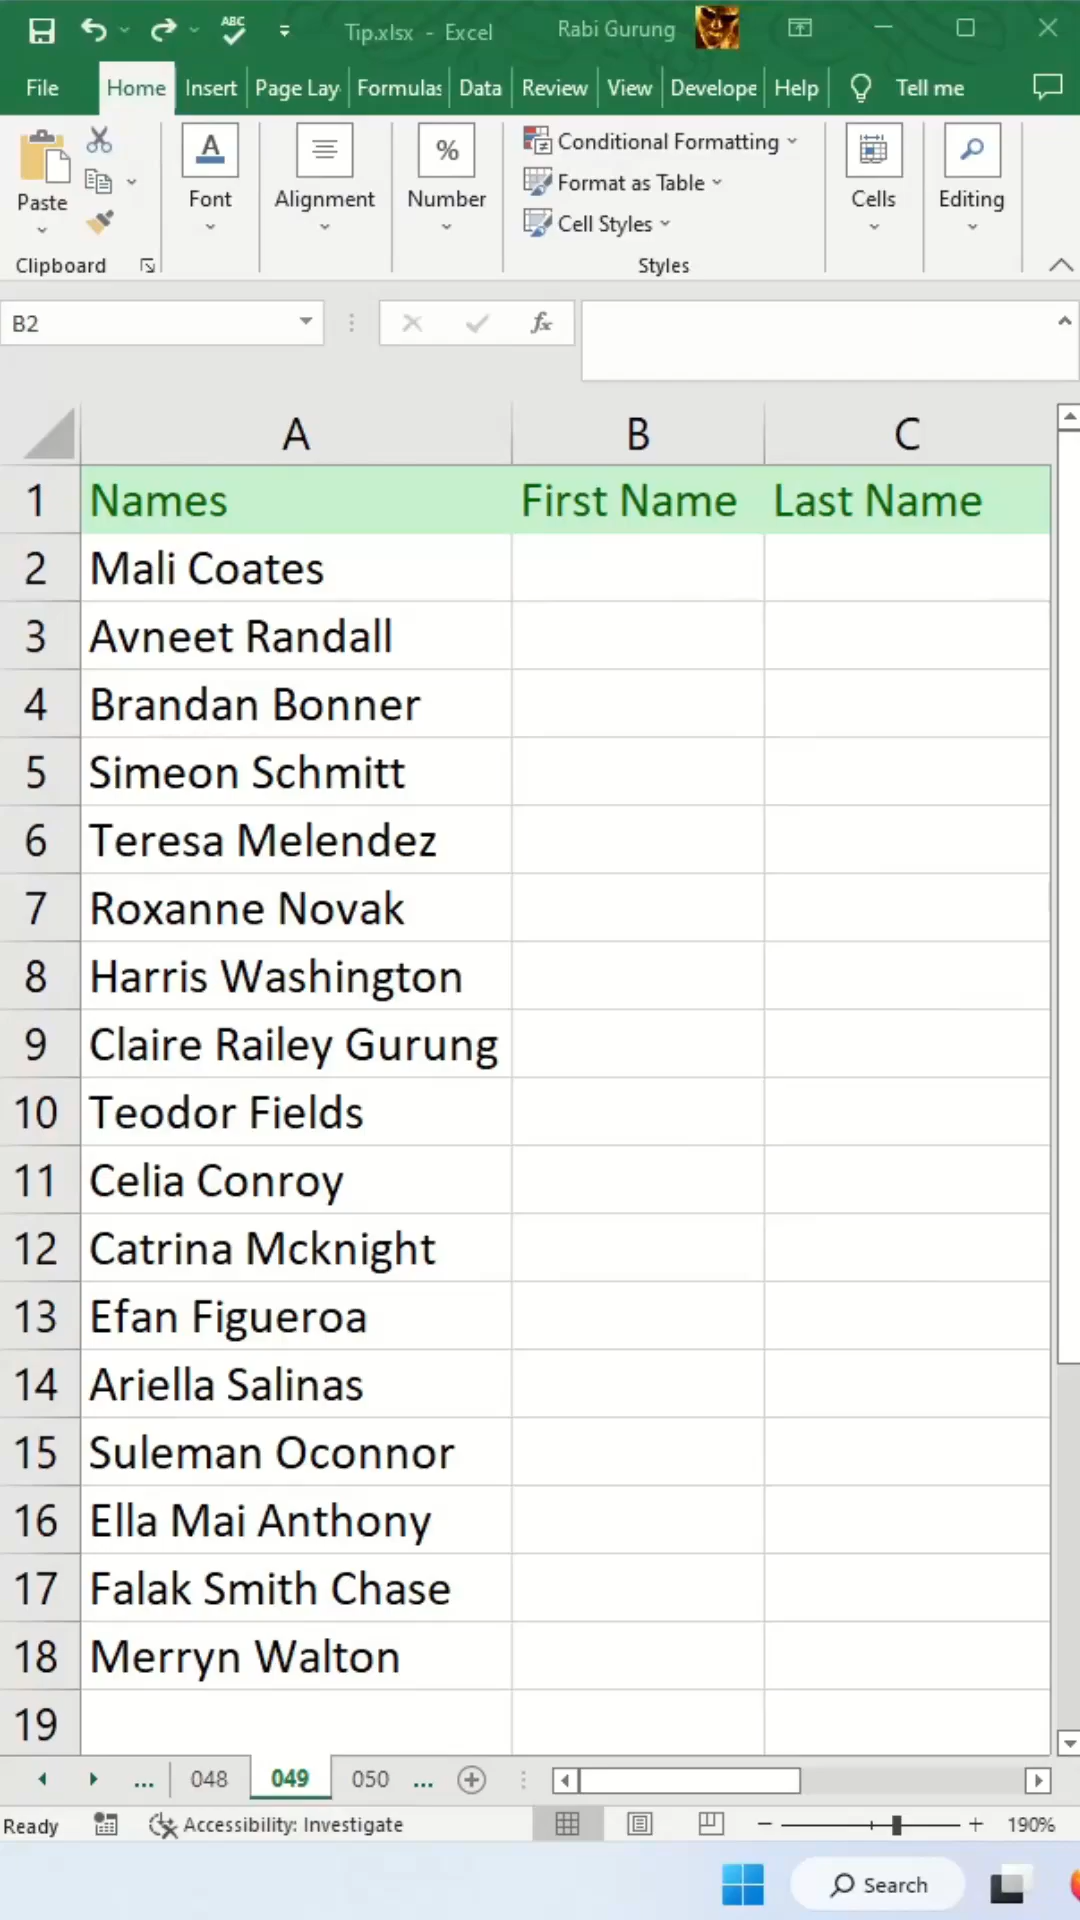 ABC
Tip.xlsx - Excel
Rabi Gurung
File Home Insert Page Lay Formulas Data Review View Develope Help Tell me
Paste
Clipboard
A
Font
Alignment
%
Number
Conditional Formatting
Format as Table
Cell Styles
Styles
Cells
Editing
B2
fx
A B C
1 Names First Name Last Name
2 Mali Coates
3 Avneet Randall
4 Brandan Bonner
5 Simeon Schmitt
6 Teresa Melendez
7 Roxanne Novak
8 Harris Washington
9 Claire Railey Gurung
10 Teodor Fields
11 Celia Conroy
12 Catrina Mcknight
13 Efan Figueroa
14 Ariella Salinas
15 Suleman Oconnor
16 Ella Mai Anthony
17 Falak Smith Chase
18 Merryn Walton
19
... 048 049 050 ...
Ready Accessibility: Investigate 190%
Search